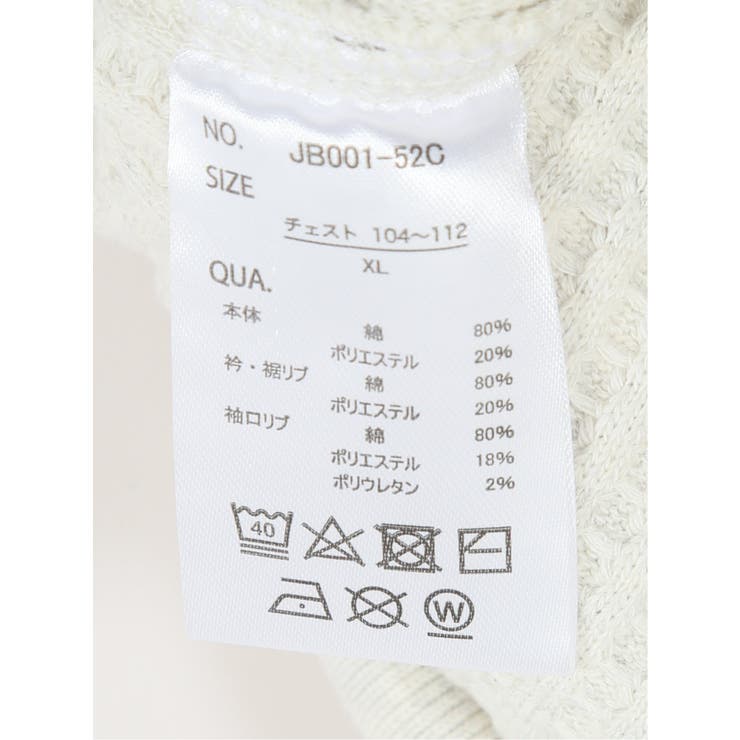 NO. JB001-52C
SIZE
チェスト 104～112
XL
QUA.
本体 綿 80%
ポリエステル 20%
衿・裾リブ 綿 80%
ポリエステル 20%
袖口リブ 綿 80%
ポリエステル 18%
ポリウレタン 2%
40
W